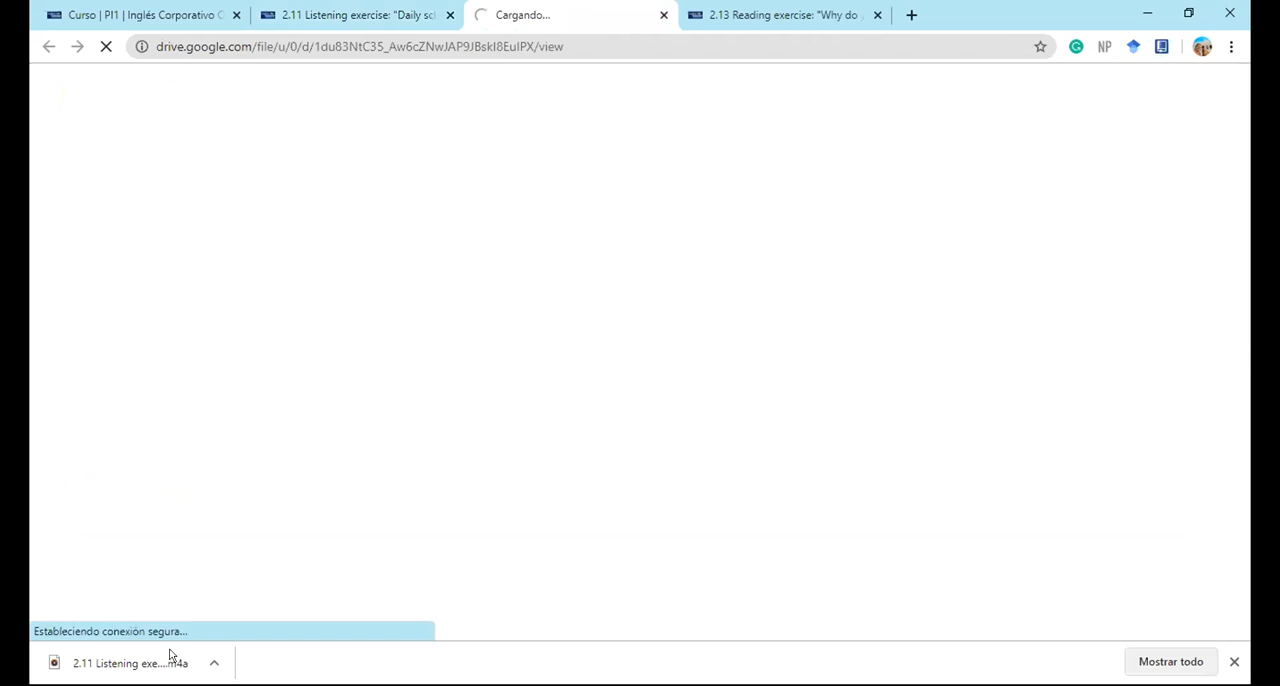 Curso | PI1 | Inglés Corporativo C
2.11 Listening exercise: "Daily sch
Cargando...
2.13 Reading exercise: "Why do y
drive.google.com/file/u/0/d/1du83NtC35_Aw6cZNwJAP9JBskI8EuIPX/view
NP
Estableciendo conexión segura...
2.11 Listening exe....m4a
Mostrar todo